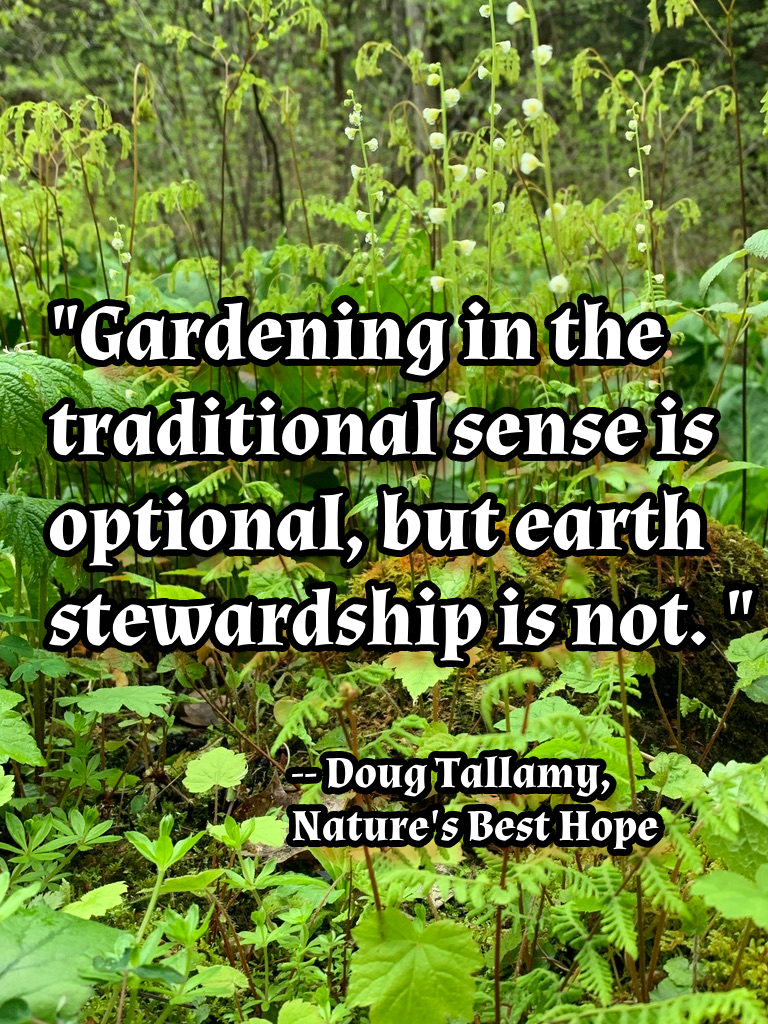 "Gardening in the
traditional sense is
optional, but earth
stewardship is not. "
-- Doug Tallamy,
Nature's Best Hope